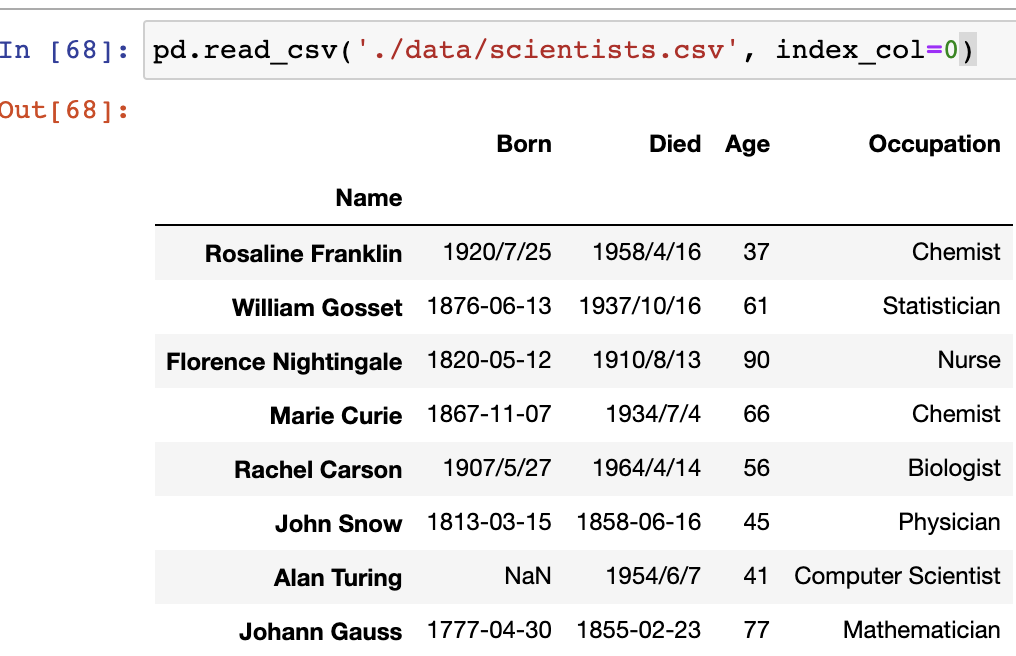 In [68]: pd.read_csv('./data/scientists.csv', index_col=0)
Out[68]:
Born Died Age Occupation
Name
Rosaline Franklin 1920/7/25 1958/4/16 37 Chemist
William Gosset 1876-06-13 1937/10/16 61 Statistician
Florence Nightingale 1820-05-12 1910/8/13 90 Nurse
Marie Curie 1867-11-07 1934/7/4 66 Chemist
Rachel Carson 1907/5/27 1964/4/14 56 Biologist
John Snow 1813-03-15 1858-06-16 45 Physician
Alan Turing NaN 1954/6/7 41 Computer Scientist
Johann Gauss 1777-04-30 1855-02-23 77 Mathematician